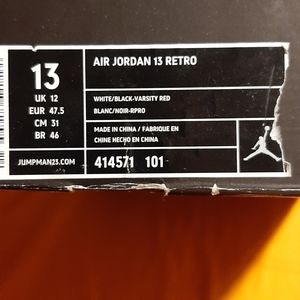 13
UK 12
EUR 47.5
CM 31
BR 46
JUMPMAN23.COM
AIR JORDAN 13 RETRO
WHITE/BLACK-VARSITY RED
BLANC/NOIR-RPRO
MADE IN CHINA / FABRIQUE EN
CHINE HECHO EN CHINA
414571 101